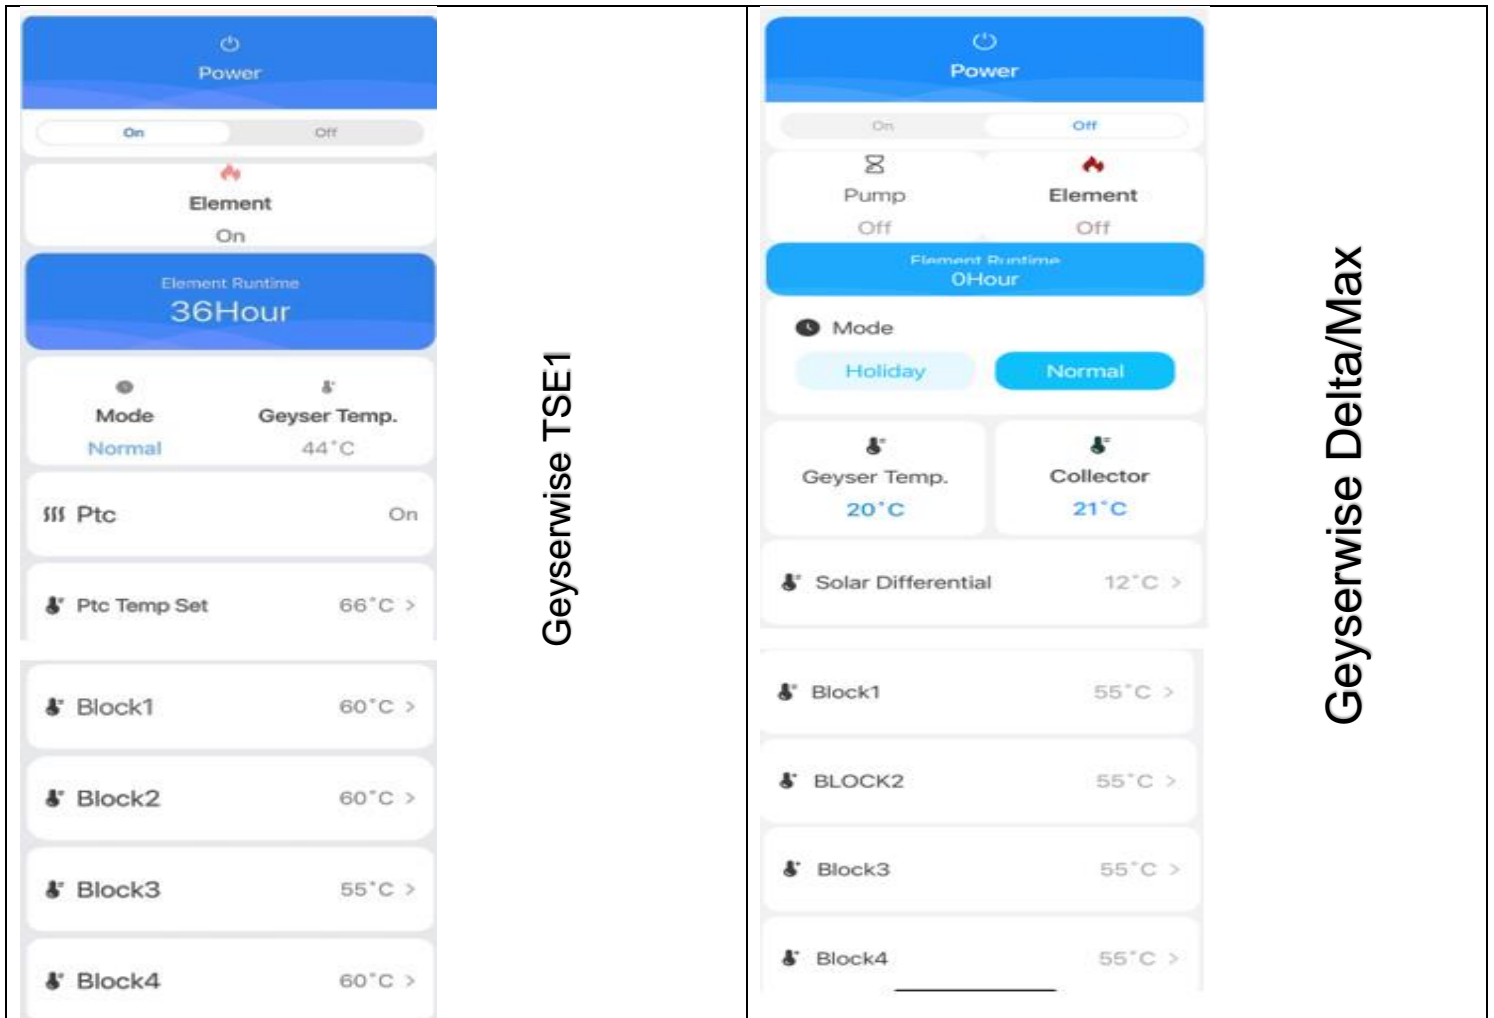 Power
On Off
Element
On
Element Runtime
36Hour
Mode Geyser Temp.
Normal 44°C
Ptc On
Ptc Temp Set 66°C >
Block1 60°C >
Block2 60°C >
Block3 55°C >
Block4 60°C >
Geyserwise TSE1
Power
On Off
Pump Element
Off Off
Element Runtime
0Hour
Mode
Holiday Normal
Geyser Temp. Collector
20°C 21°C
Solar Differential 12°C >
Block1 55°C >
BLOCK2 55°C >
Block3 55°C >
Block4 55°C >
Geyserwise Delta/Max